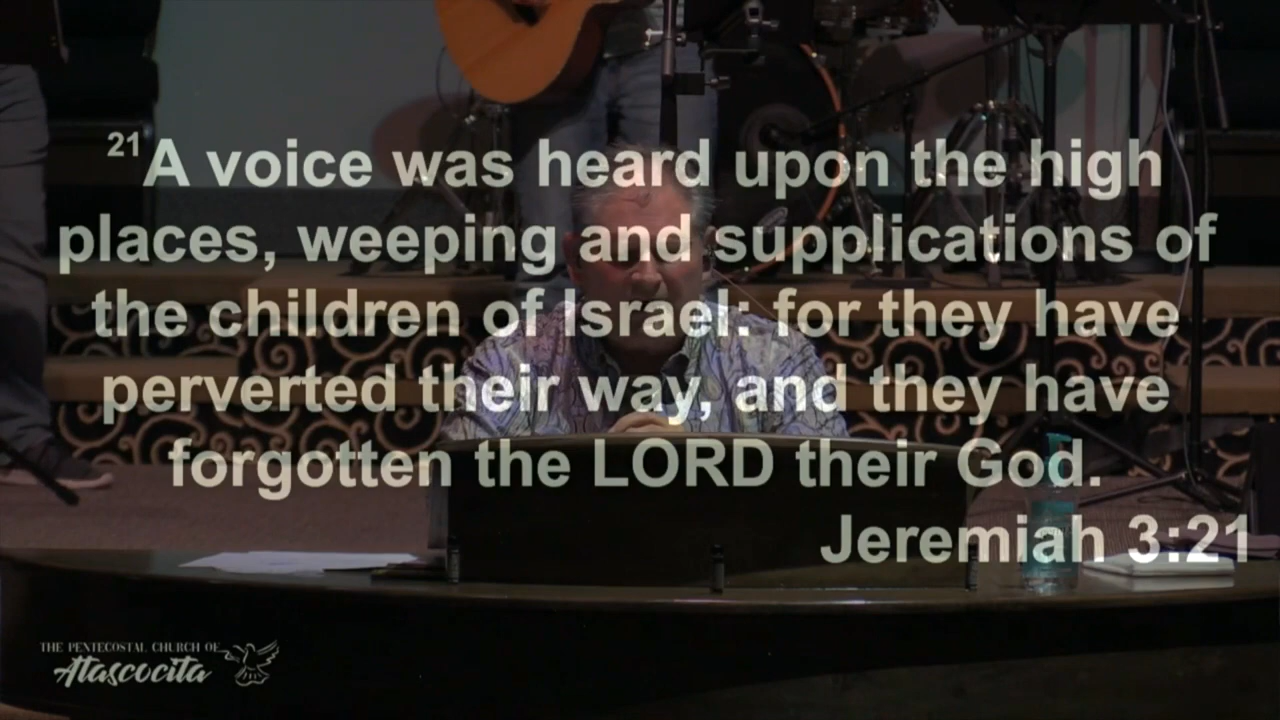 21 A voice was heard upon the high
places, weeping and supplications of
the children of Israel: for they have
perverted their way, and they have
forgotten the LORD their God.
Jeremiah 3:21
THE PENTECOSTAL CHURCH OF
Atascocita